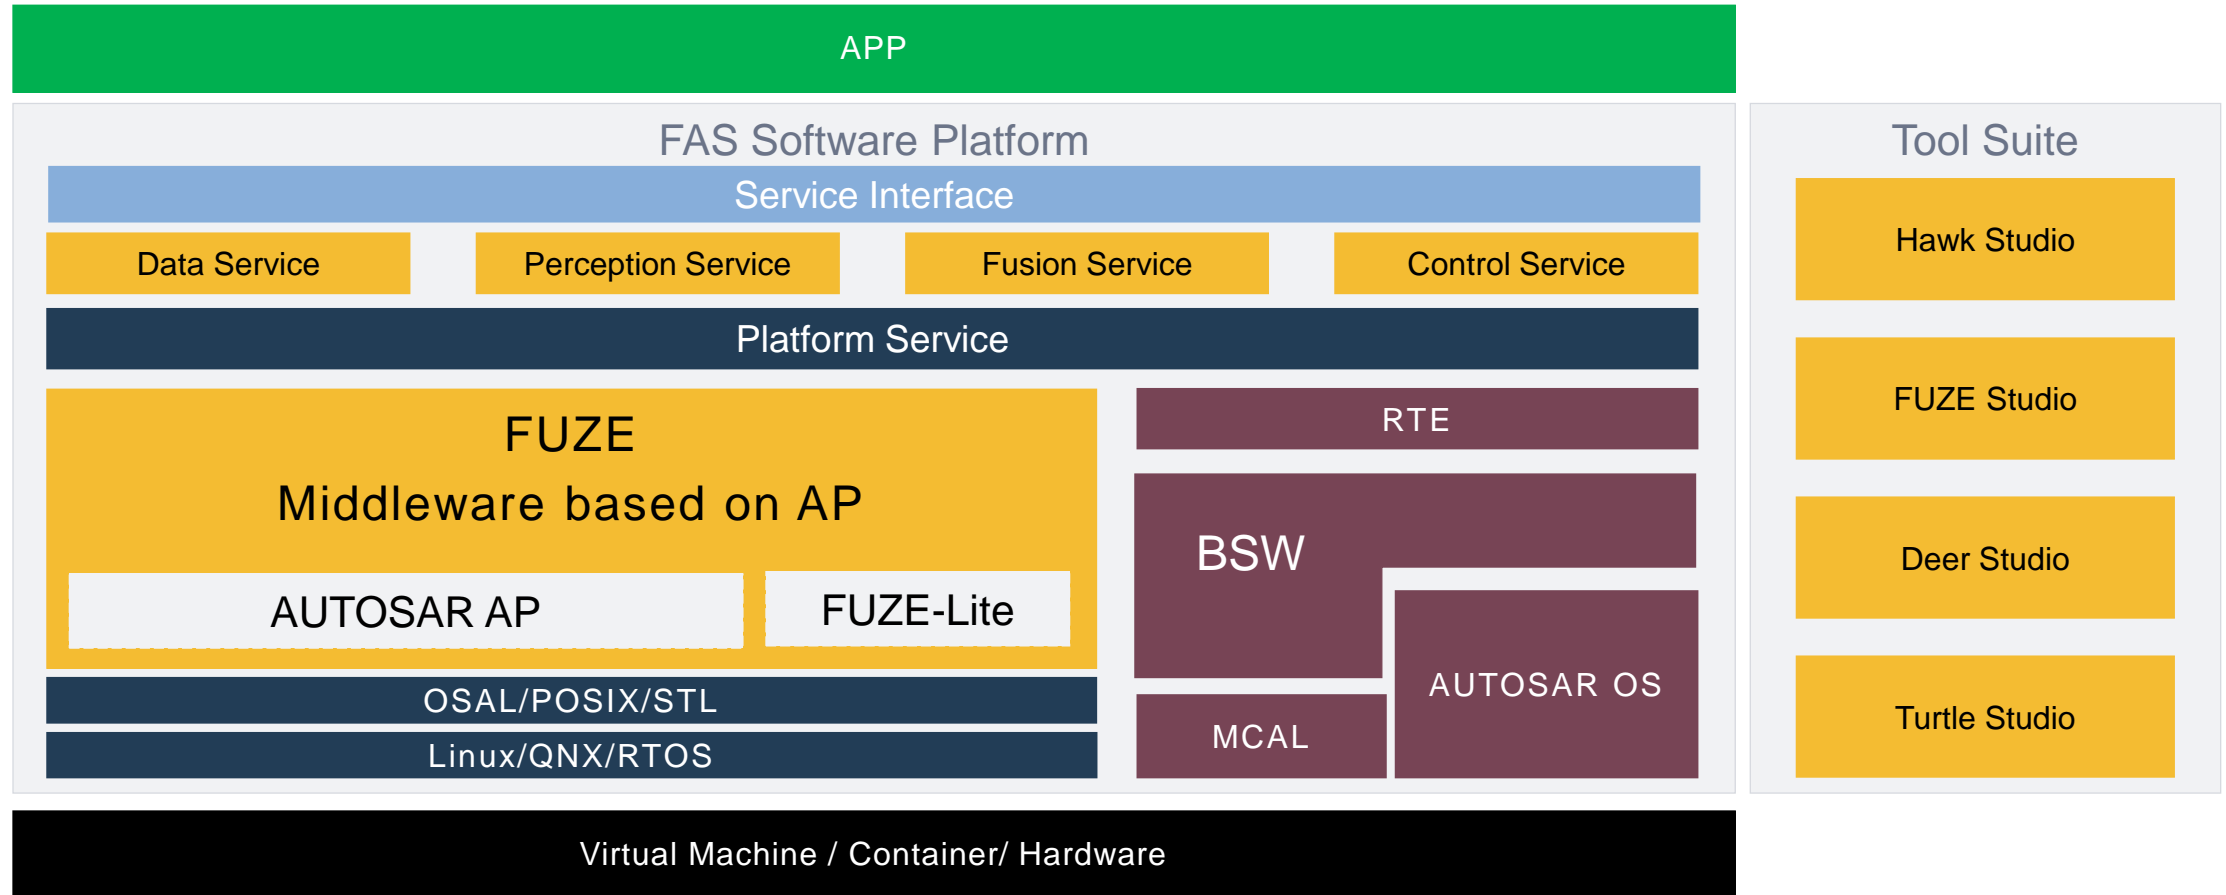 APP
FAS Software Platform
Service Interface
Data Service
Perception Service
Fusion Service
Control Service
Platform Service
FUZE
Middleware based on AP
AUTOSAR AP
FUZE-Lite
OSAL/POSIX/STL
Linux/QNX/RTOS
RTE
BSW
AUTOSAR OS
MCAL
Tool Suite
Hawk Studio
FUZE Studio
Deer Studio
Turtle Studio
Virtual Machine / Container/ Hardware